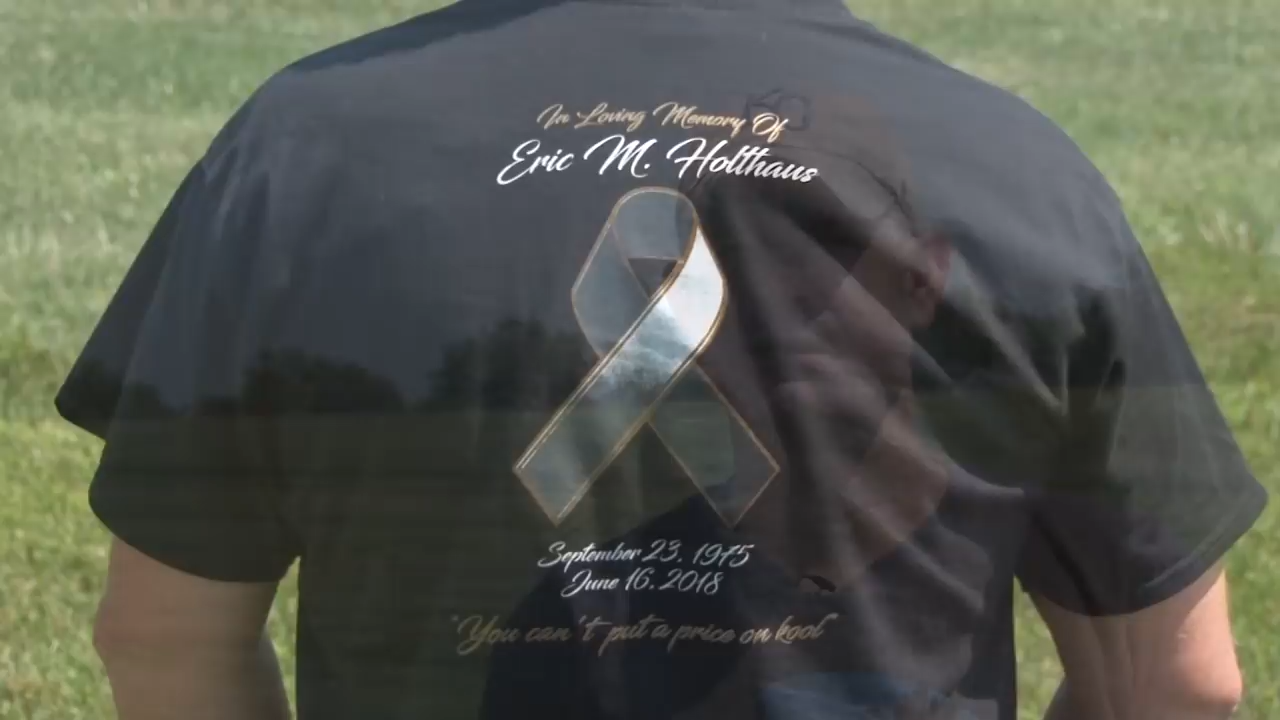 In Loving Memory Of
Eric M. Holthaus
September 23, 1975
June 16, 2018
"You can't put a price on kool"